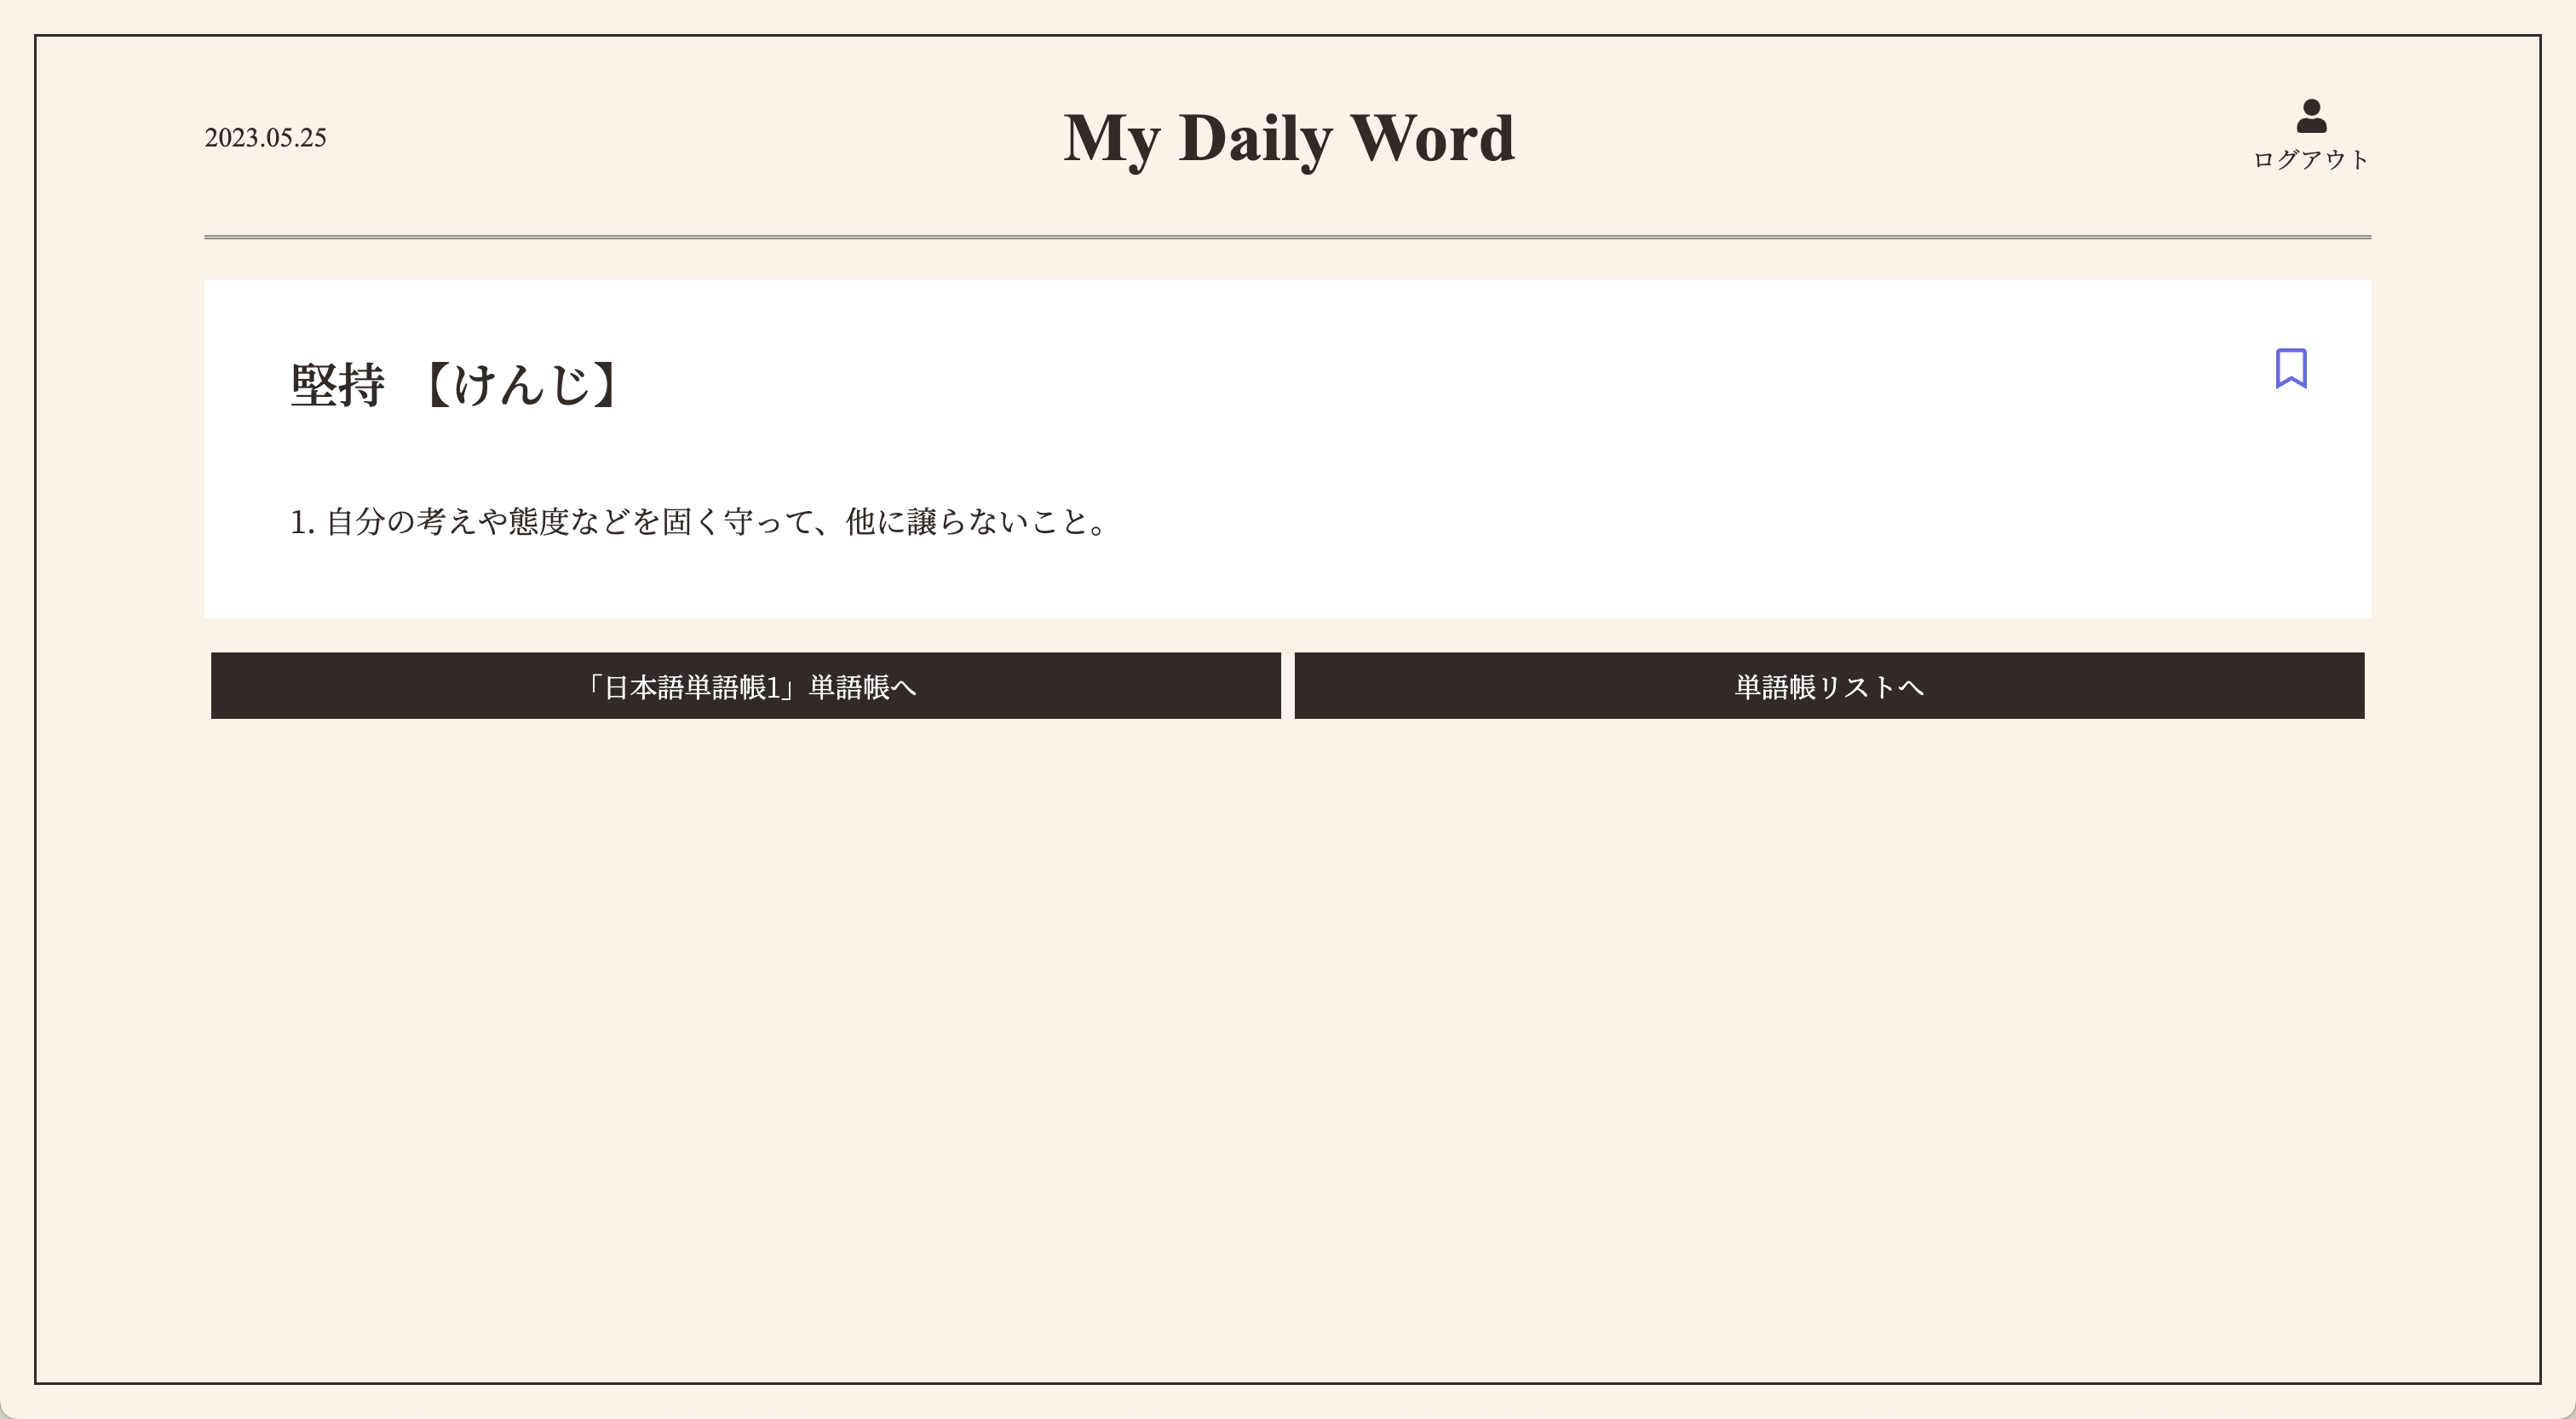 2023.05.25
My Daily Word
ログアウト
堅持 【けんじ】
1. 自分の考えや態度などを固く守って、他に譲らないこと。
「日本語単語帳1」単語帳へ
単語帳リストへ